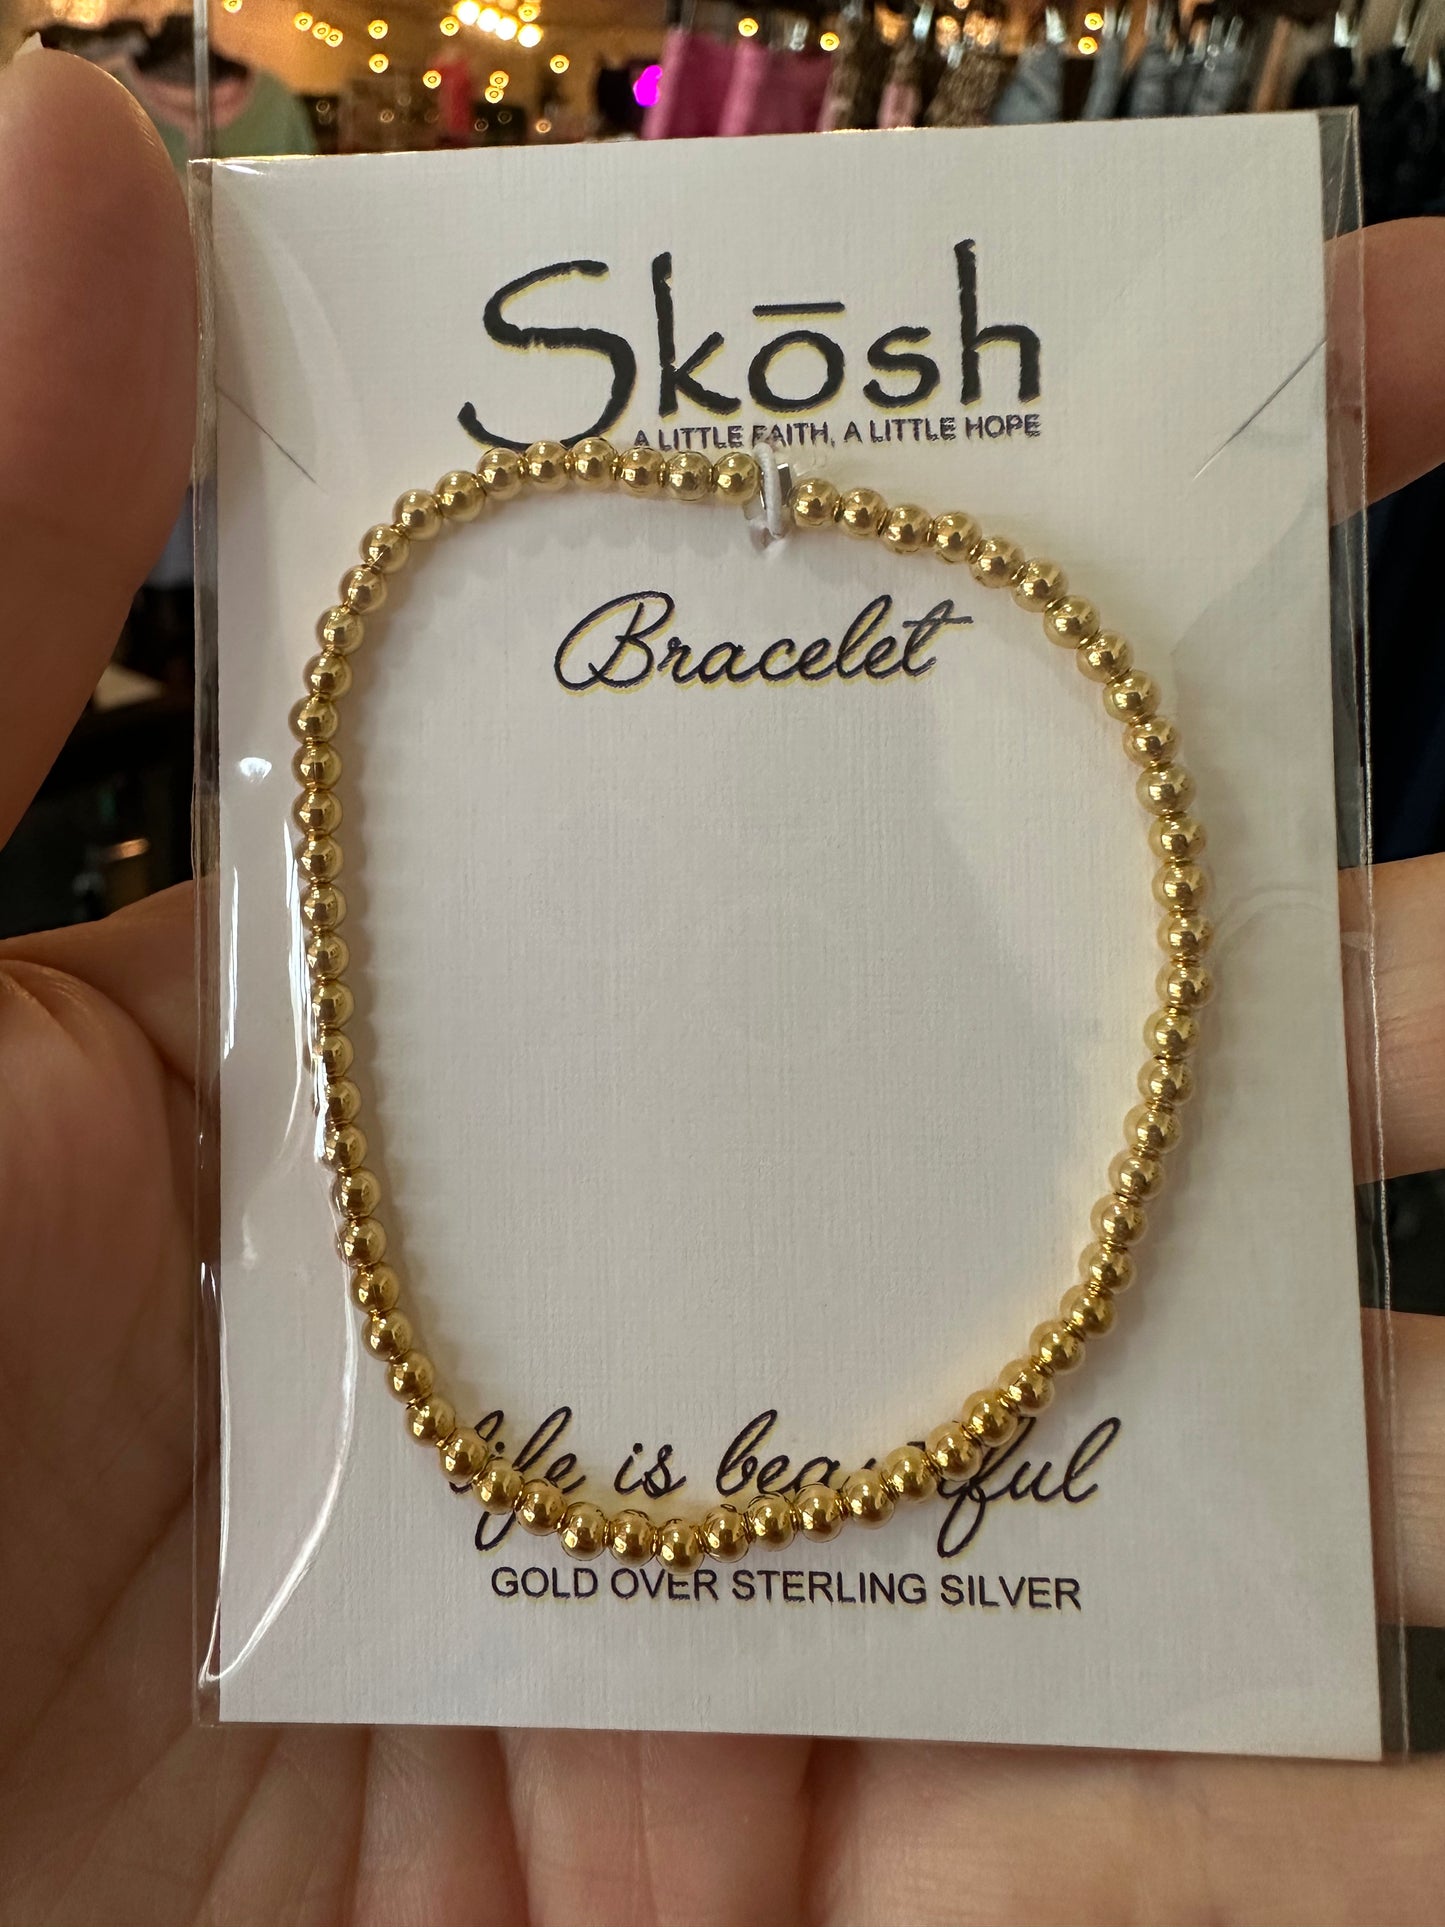 Skōsh
A LITTLE FAITH, A LITTLE HOPE
Bracelet
life is beautiful
GOLD OVER STERLING SILVER